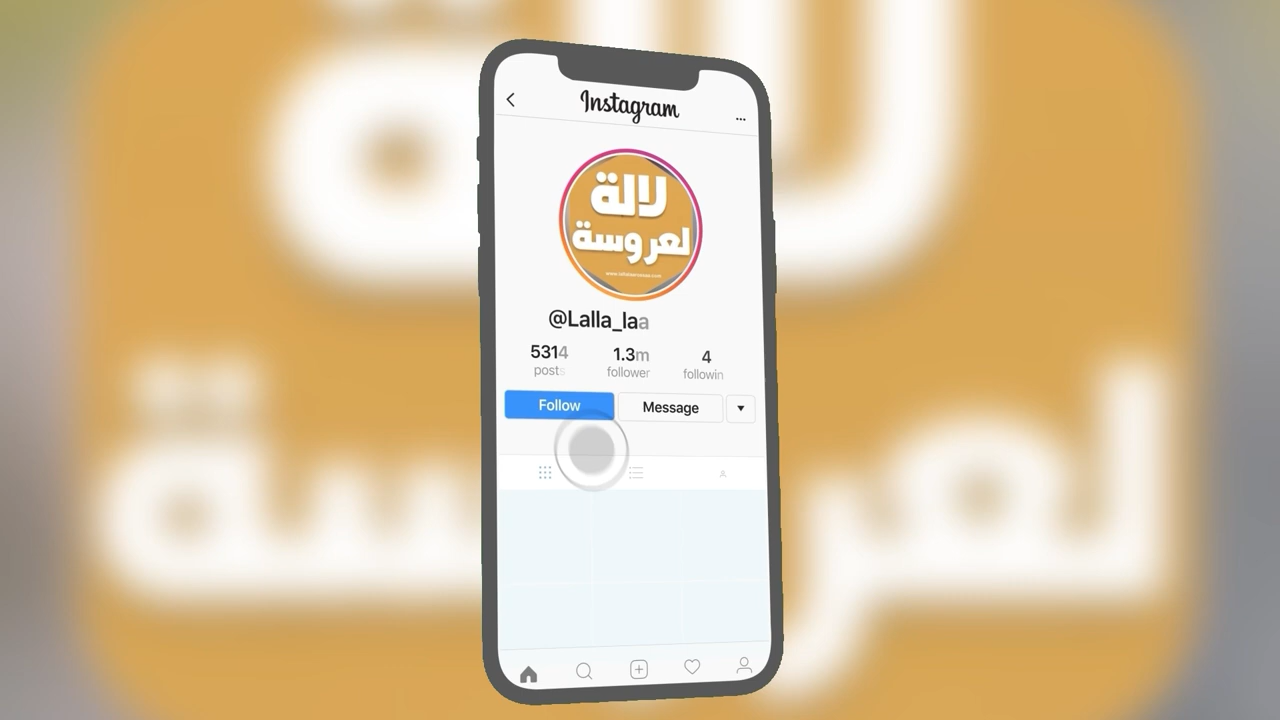 Instagram
لالة
لعروسة
@Lalla_laa
5314 1.3m 4
posts follower followin
Follow Message